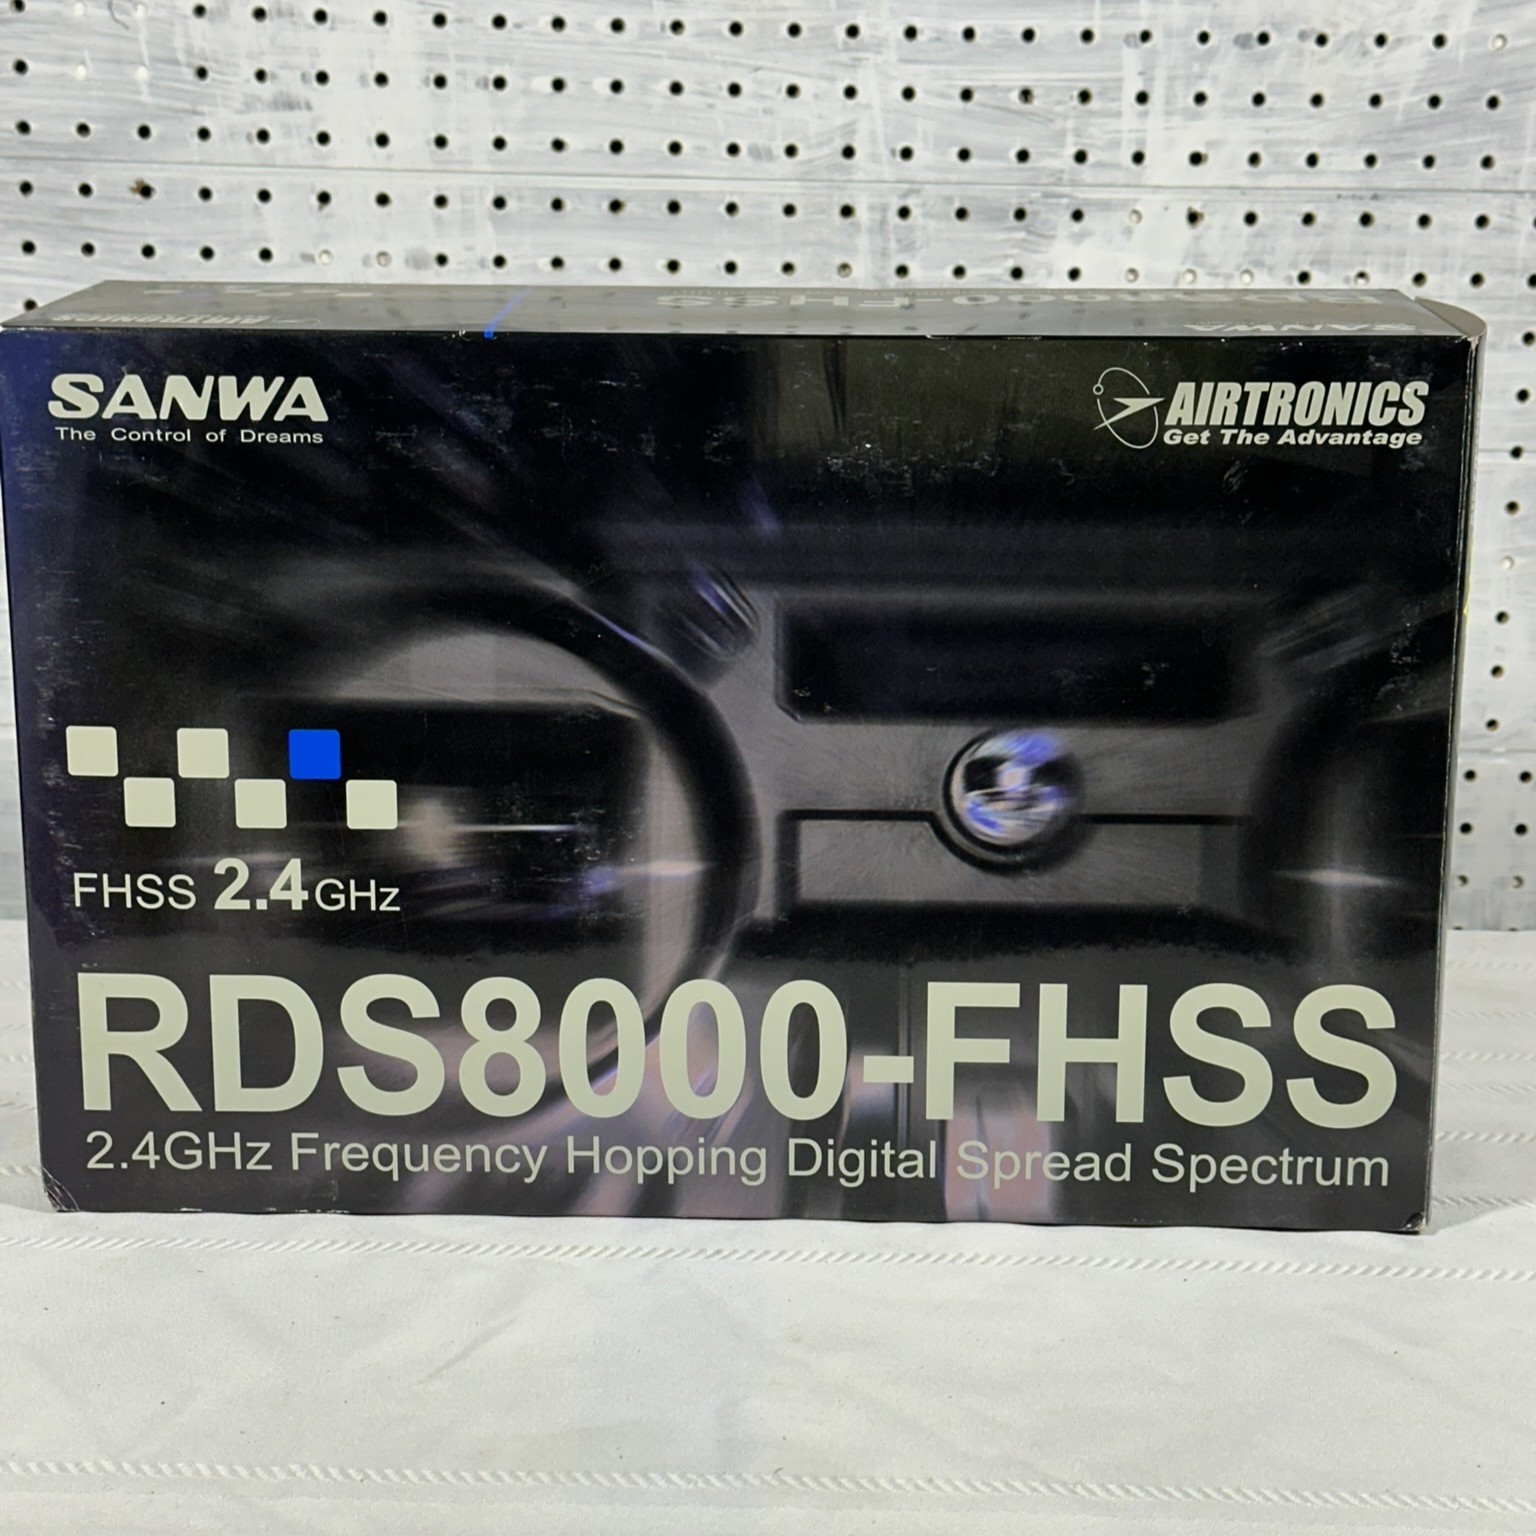 SANWA
The Control of Dreams
AIRTRONICS
Get The Advantage
FHSS 2.4GHz
RDS8000-FHSS
2.4GHz Frequency Hopping Digital Spread Spectrum